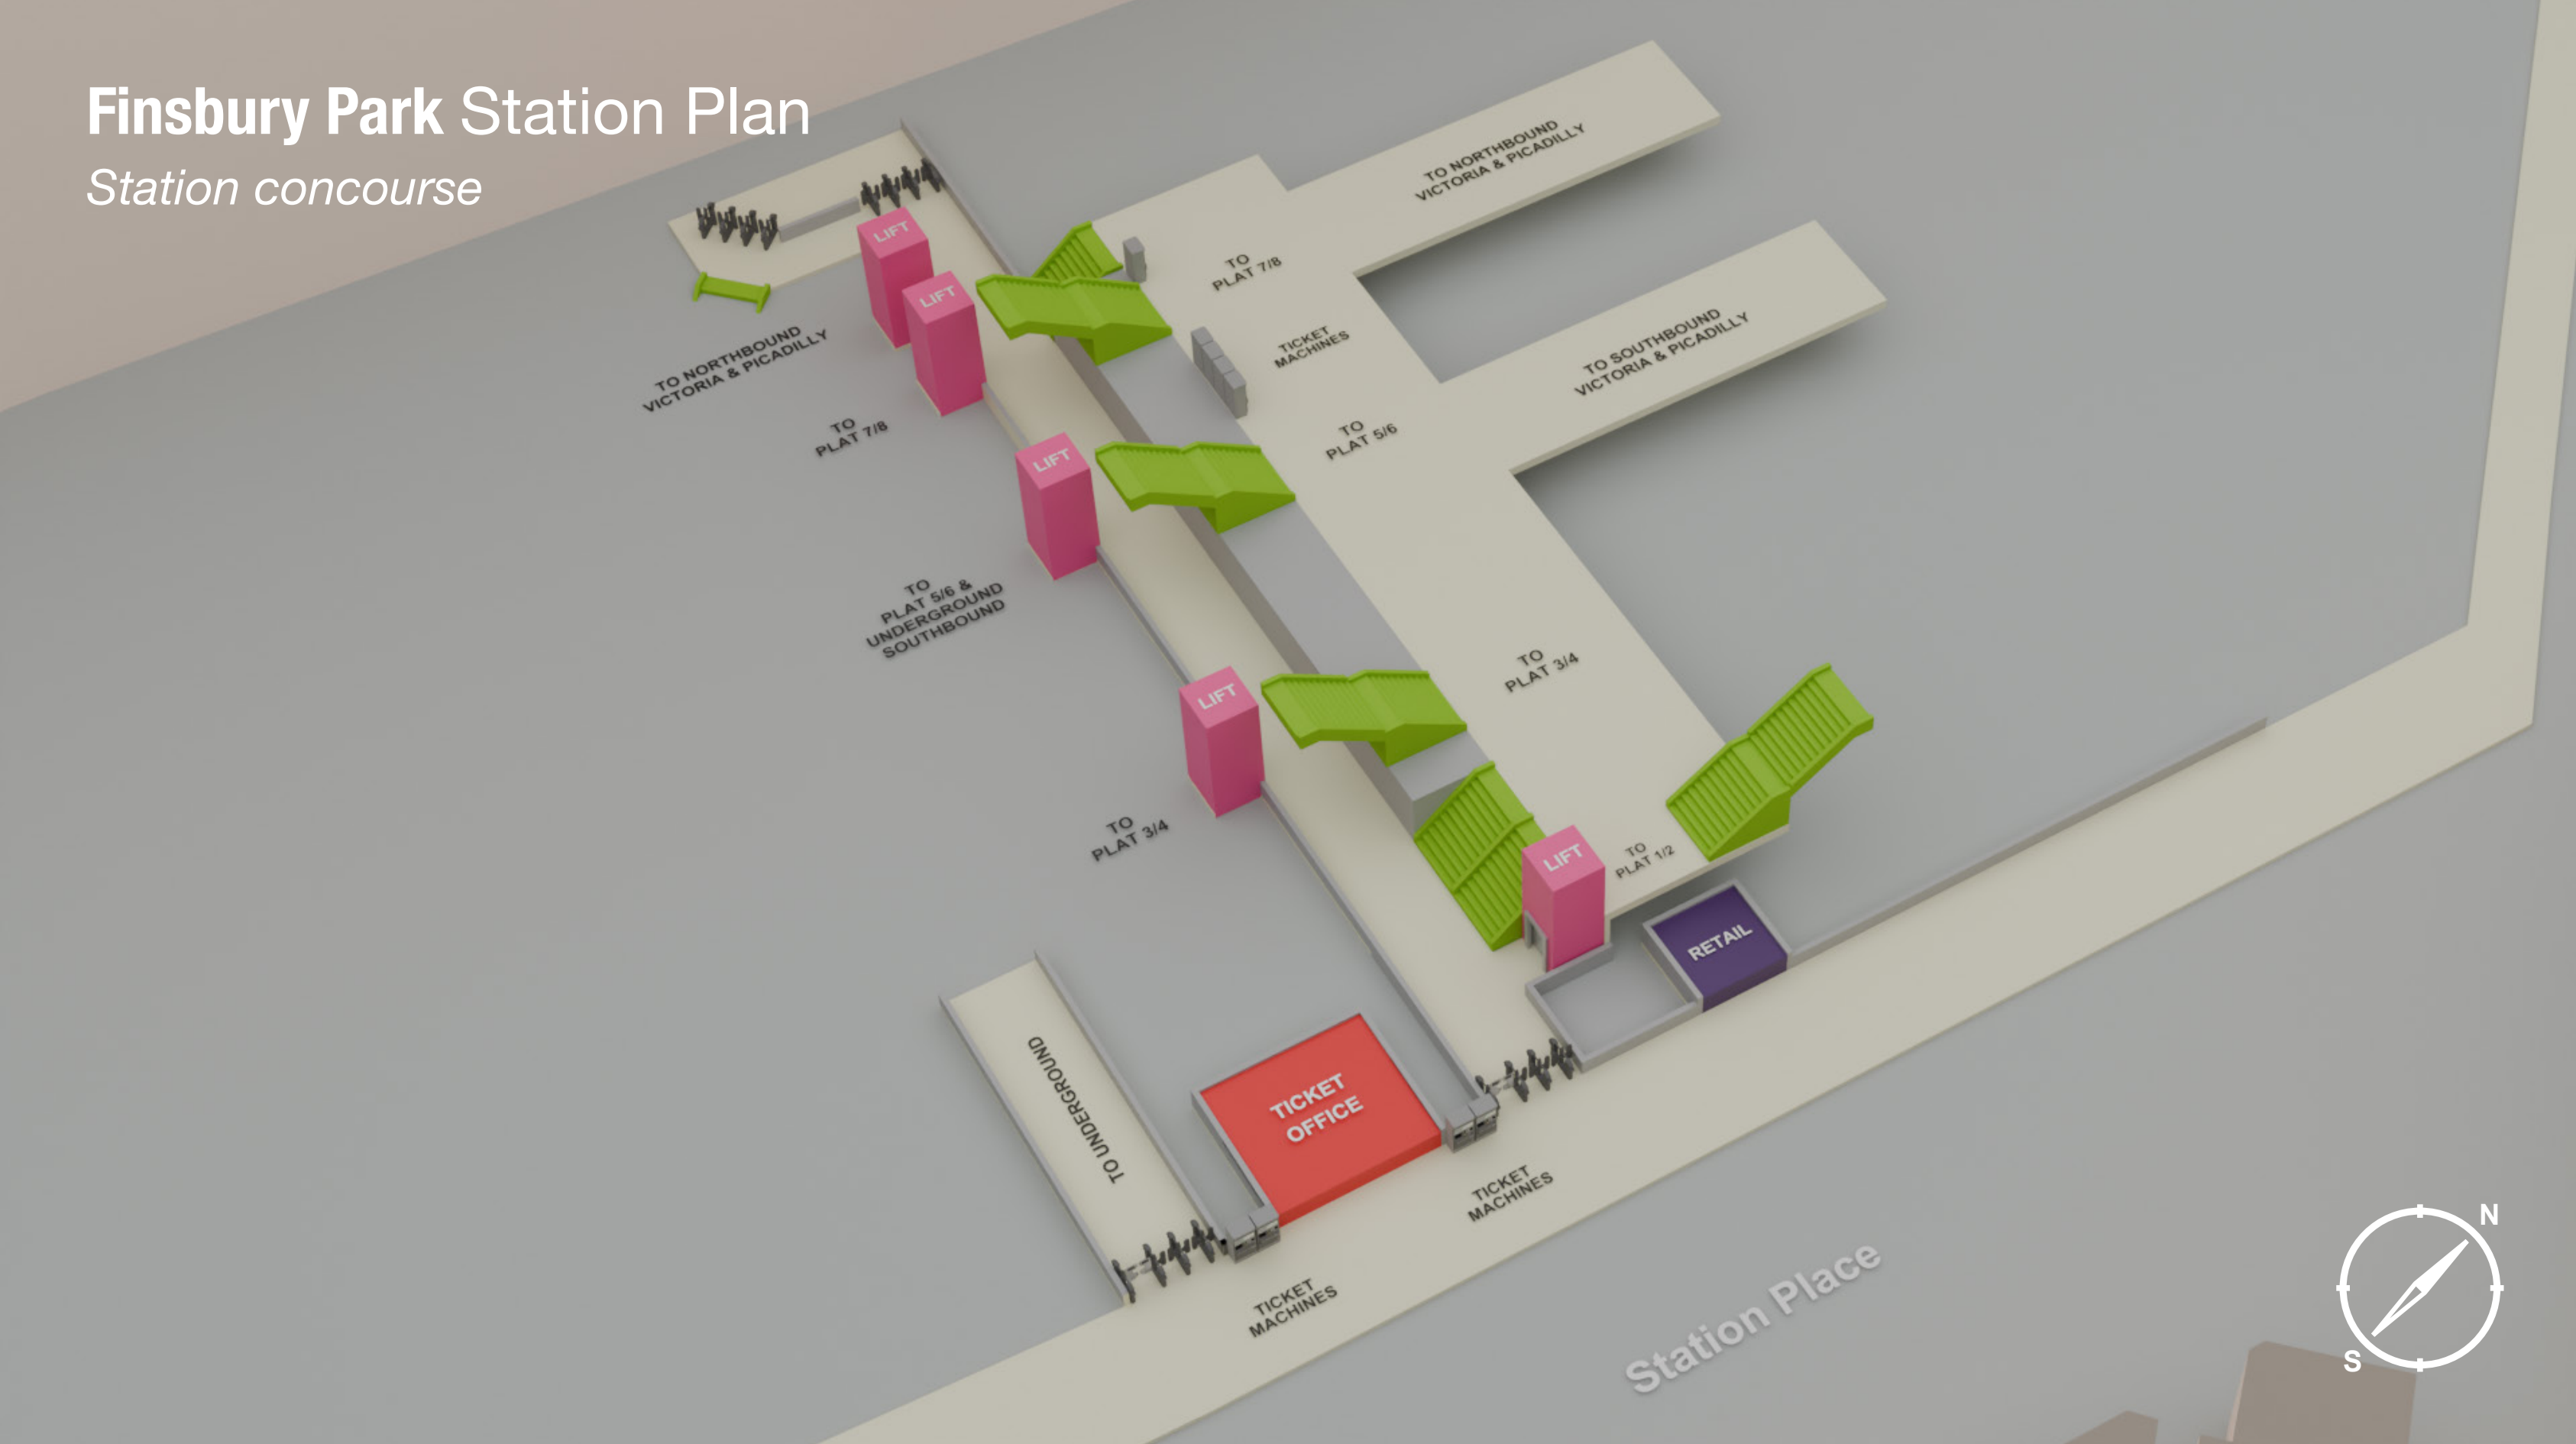 Finsbury Park Station Plan
Station concourse
LIFT
LIFT
LIFT
LIFT
LIFT
TO NORTHBOUND
VICTORIA & PICADILLY
TO NORTHBOUND
VICTORIA & PICADILLY
TO
PLAT 7/8
TICKET
MACHINES
TO SOUTHBOUND
VICTORIA & PICADILLY
TO
PLAT 7/8
TO
PLAT 5/6
TO
PLAT 5/6 &
UNDERGROUND
SOUTHBOUND
TO
PLAT 3/4
TO
PLAT 3/4
TO
PLAT 1/2
RETAIL
TO UNDERGROUND
TICKET
OFFICE
TICKET
MACHINES
TICKET
MACHINES
Station Place
N
S